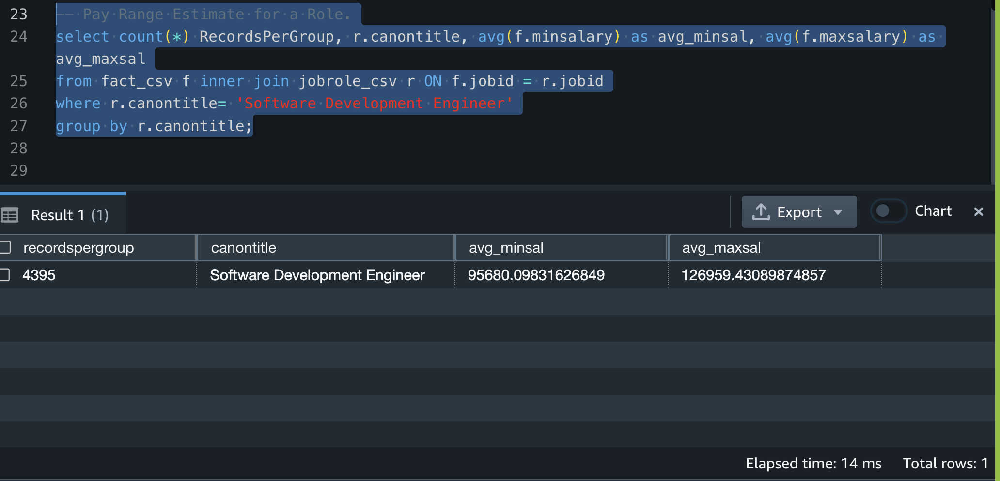 23 -- Pay Range Estimate for a Role.
24 select count(*) RecordsPerGroup, r.canontitle, avg(f.minsalary) as avg_minsal, avg(f.maxsalary) as
avg_maxsal
25 from fact_csv f inner join jobrole_csv r ON f.jobid = r.jobid
26 where r.canontitle= 'Software Development Engineer'
27 group by r.canontitle;
28
29
Result 1 (1) Export Chart ×
recordspergroup canontitle avg_minsal avg_maxsal
4395 Software Development Engineer 95680.09831626849 126959.43089874857
Elapsed time: 14 ms Total rows: 1